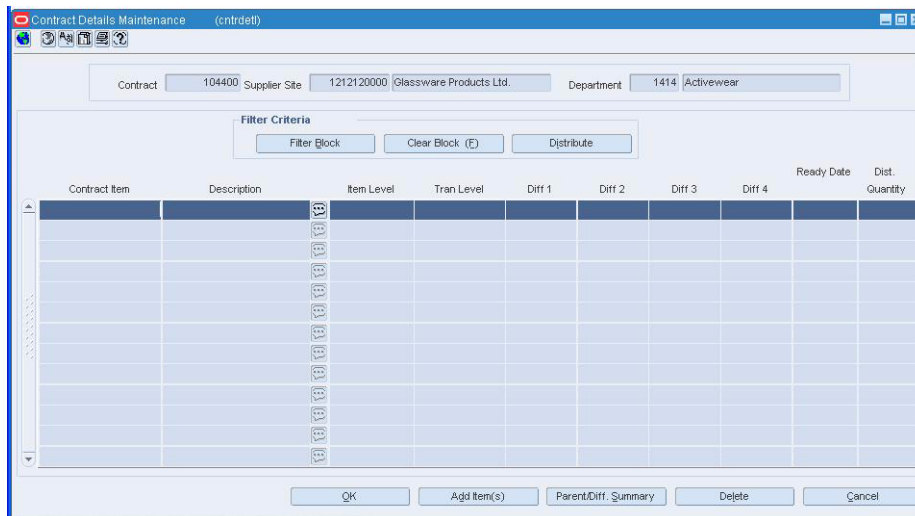 Contract Details Maintenance (cntrdetl)
Contract 104400 Supplier Site 1212120000 Glassware Products Ltd. Department 1414 Activewear
Filter Criteria
Filter Block Clear Block (F) Distribute
Contract Item Description Item Level Tran Level Diff 1 Diff 2 Diff 3 Diff 4 Ready Date Dist. Quantity
OK Add Item(s) Parent/Diff. Summary Delete Cancel